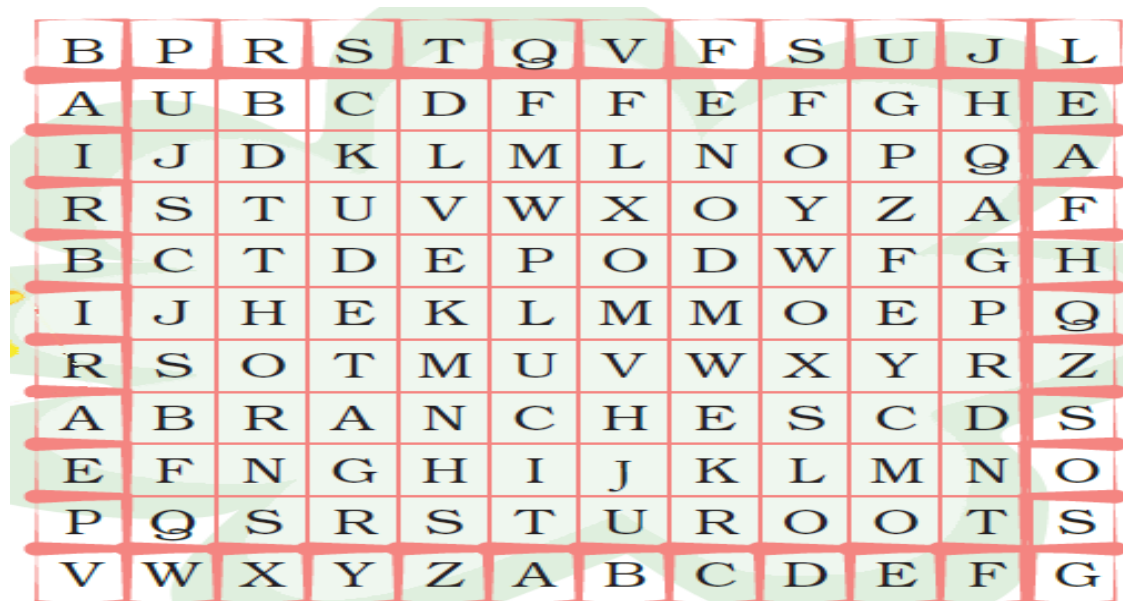 B P R S T Q V F S U J L
A U B C D F F E F G H E
I J D K L M L N O P Q A
R S T U V W X O Y Z A F
B C T D E P O D W F G H
I J H E K L M M O E P Q
R S O T M U V W X Y R Z
A B R A N C H E S C D S
E F N G H I J K L M N O
P Q S R S T U R O O T S
V W X Y Z A B C D E F G